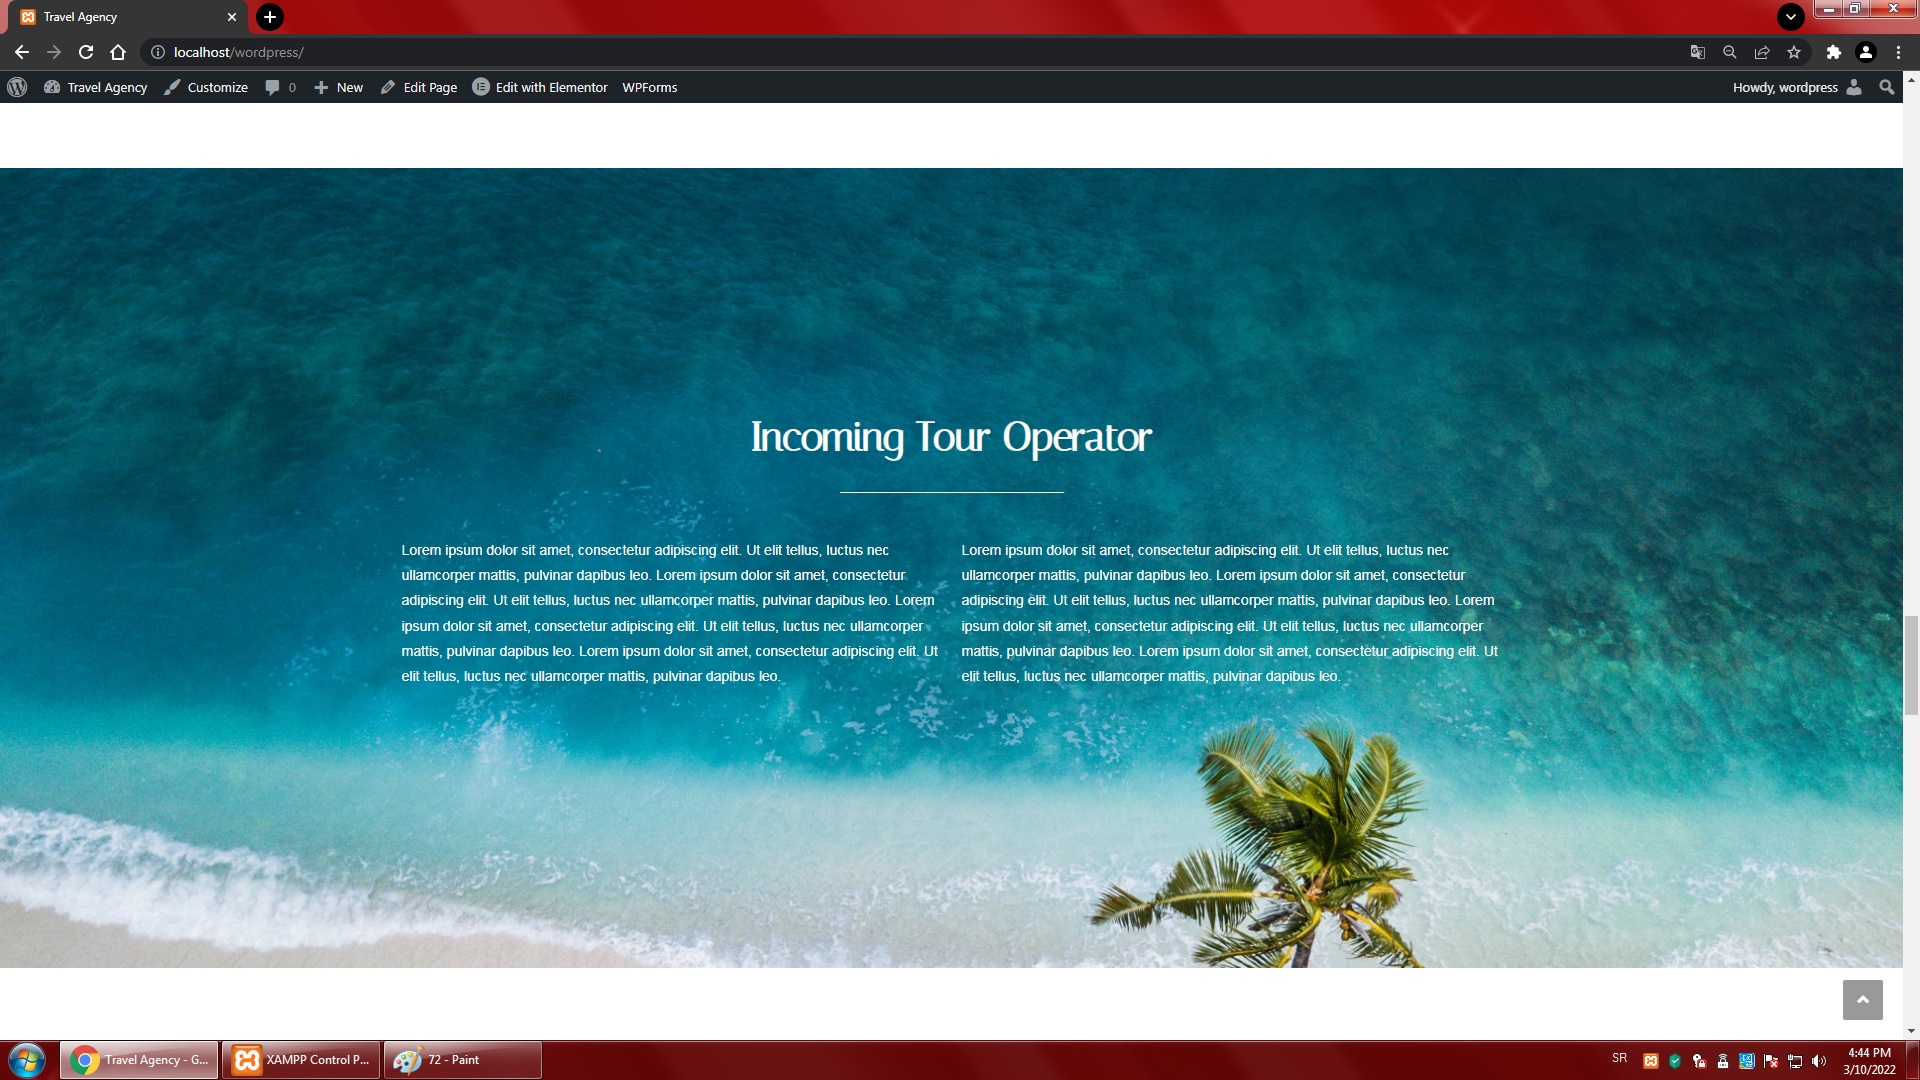 Travel Agency
localhost/wordpress/
Travel Agency Customize 0 New Edit Page Edit with Elementor WPForms Howdy, wordpress
Incoming Tour Operator
Lorem ipsum dolor sit amet, consectetur adipiscing elit. Ut elit tellus, luctus nec
ullamcorper mattis, pulvinar dapibus leo. Lorem ipsum dolor sit amet, consectetur
adipiscing elit. Ut elit tellus, luctus nec ullamcorper mattis, pulvinar dapibus leo. Lorem
ipsum dolor sit amet, consectetur adipiscing elit. Ut elit tellus, luctus nec ullamcorper
mattis, pulvinar dapibus leo. Lorem ipsum dolor sit amet, consectetur adipiscing elit. Ut
elit tellus, luctus nec ullamcorper mattis, pulvinar dapibus leo.
Lorem ipsum dolor sit amet, consectetur adipiscing elit. Ut elit tellus, luctus nec
ullamcorper mattis, pulvinar dapibus leo. Lorem ipsum dolor sit amet, consectetur
adipiscing elit. Ut elit tellus, luctus nec ullamcorper mattis, pulvinar dapibus leo. Lorem
ipsum dolor sit amet, consectetur adipiscing elit. Ut elit tellus, luctus nec ullamcorper
mattis, pulvinar dapibus leo. Lorem ipsum dolor sit amet, consectetur adipiscing elit. Ut
elit tellus, luctus nec ullamcorper mattis, pulvinar dapibus leo.
Travel Agency - G... XAMPP Control P... 72 - Paint SR 4:44 PM
3/10/2022